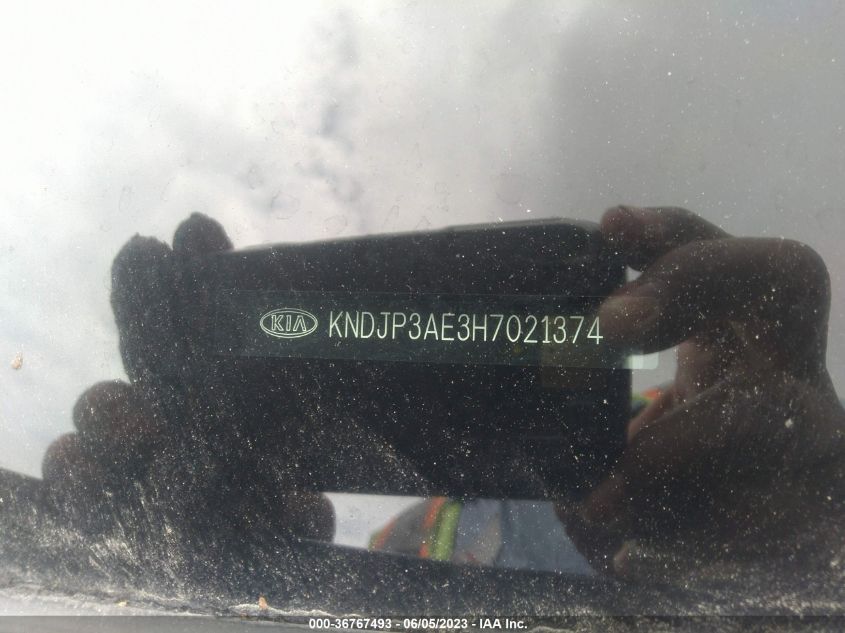 KIA KNDJP3AE3H7021374
000-36767493 - 06/05/2023 - IAA Inc.